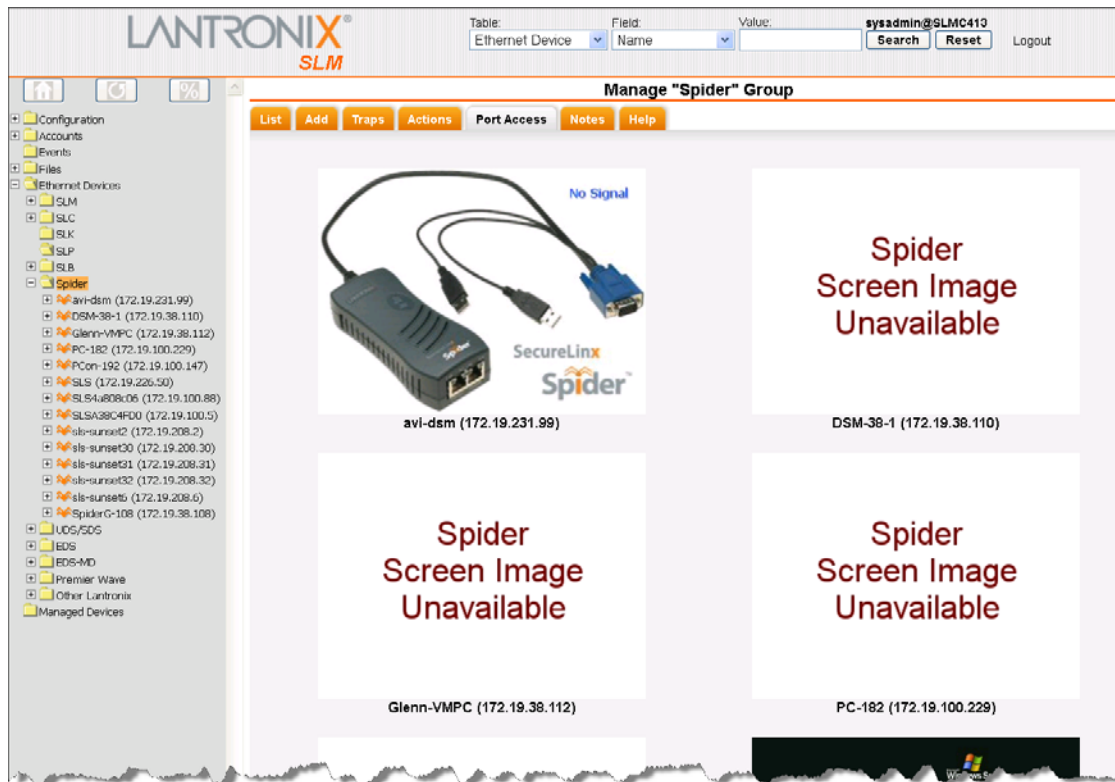 LANTRONIX®
SLM
Table:
Field:
Value:
sysadmin@SLMC413
Ethernet Device
Name
Search
Reset
Logout
Manage "Spider" Group
List
Add
Traps
Actions
Port Access
Notes
Help
Configuration
Accounts
Events
Files
Ethernet Devices
SLM
SLC
SLK
SLP
SLB
Spider
avi-dsm (172.19.231.99)
DSM-38-1 (172.19.38.110)
Glenn-VMPC (172.19.38.112)
PC-182 (172.19.100.229)
PCon-192 (172.19.100.147)
SLS (172.19.226.50)
SLS4a808c06 (172.19.100.88)
SLSA38C4FD0 (172.19.100.5)
sls-sunset2 (172.19.208.2)
sls-sunset30 (172.19.208.30)
sls-sunset31 (172.19.208.31)
sls-sunset32 (172.19.208.32)
sls-sunset6 (172.19.208.6)
SpiderG-108 (172.19.38.108)
UDS/SDS
EDS
EDS-MD
Premier Wave
Other Lantronix
Managed Devices
No Signal
Spider
SecureLinx
Spider™
avi-dsm (172.19.231.99)
Spider
Screen Image
Unavailable
DSM-38-1 (172.19.38.110)
Spider
Screen Image
Unavailable
Glenn-VMPC (172.19.38.112)
Spider
Screen Image
Unavailable
PC-182 (172.19.100.229)